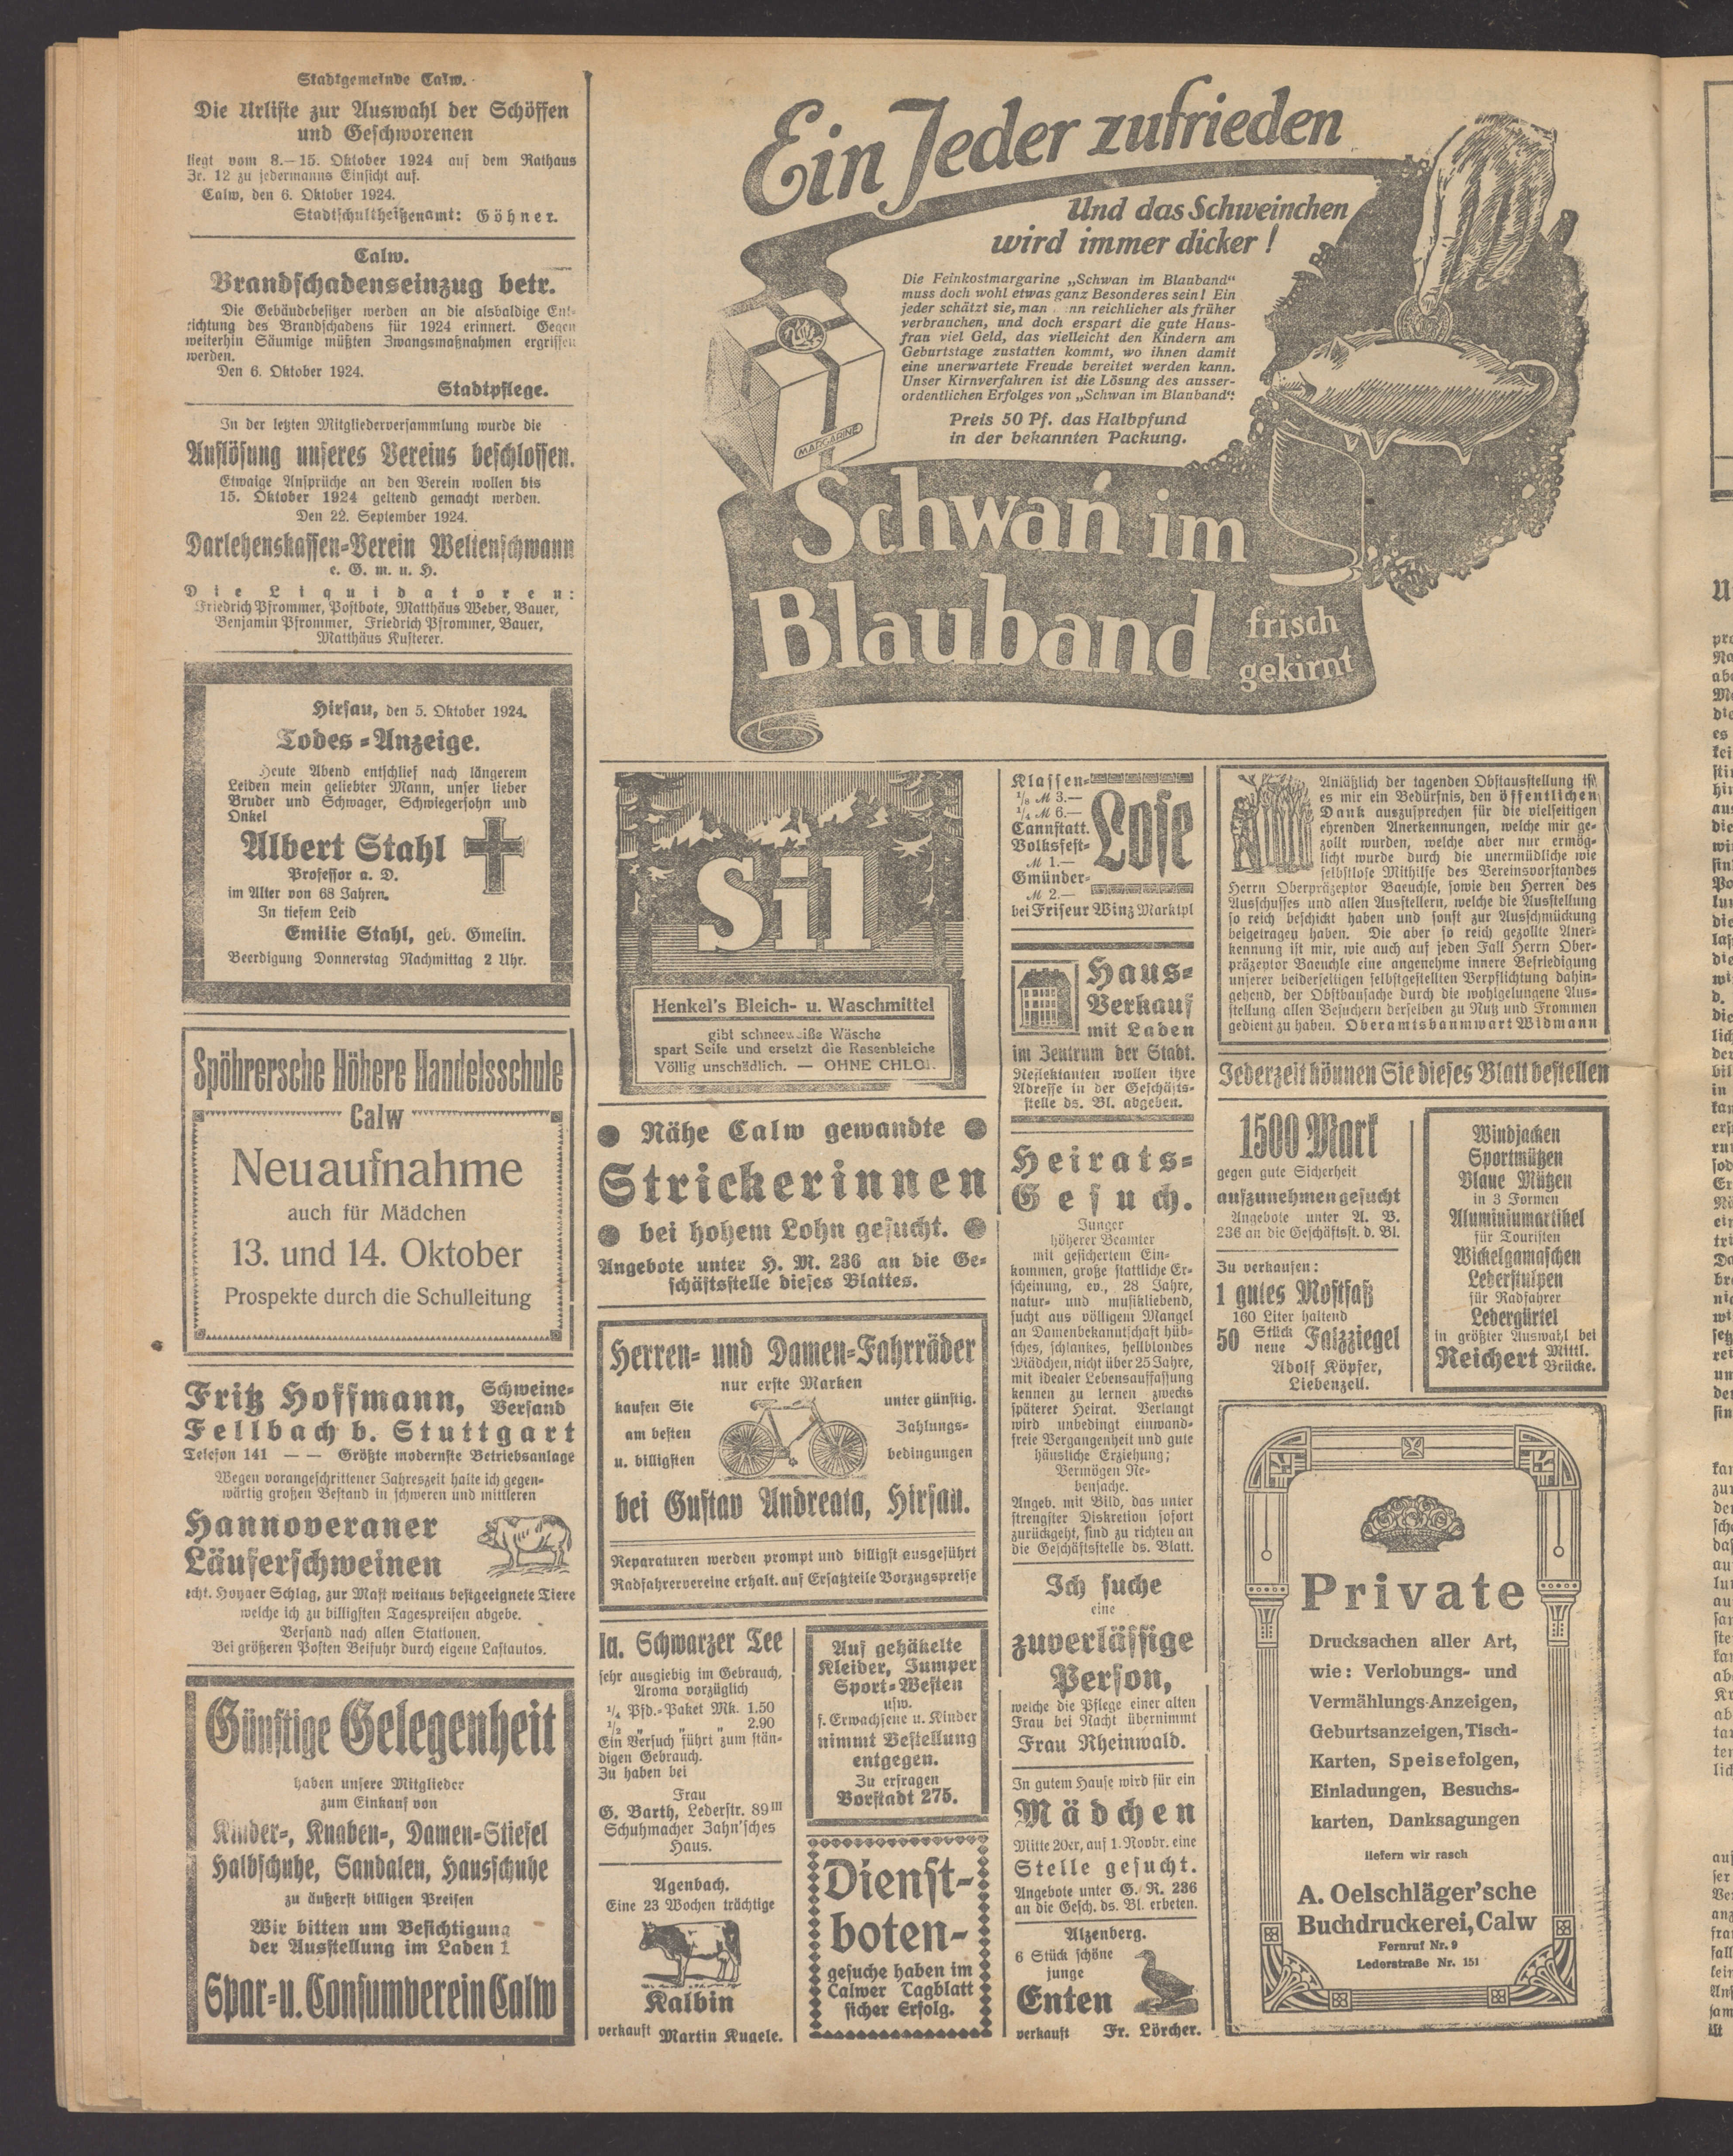 Stadtgemeinde Calw.
Die Urliste zur Auswahl der Schöffen
und Geschworenen
liegt vom 8.—15. Oktober 1924 auf dem Rathaus
Zr. 12 zu jedermanns Einsicht auf.
Calw, den 6. Oktober 1924.
Stadtschultheißenamt: Göhner.
Calw.
Brandschadenseinzug betr.
Die Gebäudebesitzer werden an die alsbaldige Ent-
richtung des Brandschadens für 1924 erinnert. Gegen
weiterhin Säumige müßten Zwangsmaßnahmen ergriffen
werden.
Den 6. Oktober 1924.
Stadtpflege.
In der letzten Mitgliederversammlung wurde die
Auflösung unseres Vereins beschlossen.
Etwaige Ansprüche an den Verein wollen bis
15. Oktober 1924 geltend gemacht werden.
Den 22. September 1924.
Darlehenskassen-Verein Weltenschwann
e. G. m. u. H.
Die Liquidatoren:
Friedrich Pfrommer, Postbote, Matthäus Weber, Bauer,
Benjamin Pfrommer, Friedrich Pfrommer, Bauer,
Matthäus Kusterer.
Hirsau, den 5. Oktober 1924.
Todes-Anzeige.
Heute Abend entschlief nach längerem
Leiden mein geliebter Mann, unser lieber
Bruder und Schwager, Schwiegersohn und
Onkel
Albert Stahl
Professor a. D.
im Alter von 68 Jahren.
In tiefem Leid
Emilie Stahl, geb. Gmelin.
Beerdigung Donnerstag Nachmittag 2 Uhr.
Spöhrersche Höhere Handelsschule
Calw
Neuaufnahme
auch für Mädchen
13. und 14. Oktober
Prospekte durch die Schulleitung
Fritz Hoffmann, Schweine-
Versand
Fellbach b. Stuttgart
Telefon 141 — — Größte modernste Betriebsanlage
Wegen vorangeschrittener Jahreszeit halte ich gegen-
wärtig großen Bestand in schweren und mittleren
Hannoveraner
Läuferschweinen
echt. Hoyaer Schlag, zur Mast weitaus bestgeeignete Tiere
welche ich zu billigsten Tagespreisen abgebe.
Versand nach allen Stationen.
Bei größeren Posten Beifuhr durch eigene Lastautos.
Günstige Gelegenheit
haben unsere Mitglieder
zum Einkauf von
Kinder-, Knaben-, Damen-Stiefel
Halbschuhe, Sandalen, Hausschuhe
zu äußerst billigen Preisen
Wir bitten um Besichtigung
der Ausstellung im Laden 1
Spar- u. Consumverein Calw
Ein Jeder zufrieden
Und das Schweinchen
wird immer dicker!
Die Feinkostmargarine „Schwan im Blauband“
muss doch wohl etwas ganz Besonderes sein! Ein
jeder schätzt sie, man nn reichlicher als früher
verbrauchen, und doch erspart die gute Haus-
frau viel Geld, das vielleicht den Kindern am
Geburtstage zustatten kommt, wo ihnen damit
eine unerwartete Freude bereitet werden kann.
Unser Kirnverfahren ist die Lösung des ausser-
ordentlichen Erfolges von „Schwan im Blauband“!
Preis 50 Pf. das Halbpfund
in der bekannten Packung.
MARGARINE
Schwan im
Blauband frisch
gekirnt
Sil
Henkel's Bleich- u. Waschmittel
gibt schneeweiße Wäsche
spart Seife und ersetzt die Rasenbleiche
Völlig unschädlich. — OHNE CHLOR.
Nähe Calw gewandte
Strickerinnen
bei hohem Lohn gesucht.
Angebote unter H. M. 236 an die Ge-
schäftsstelle dieses Blattes.
Herren- und Damen-Fahrräder
nur erste Marken
kaufen Sie
am besten
u. billigsten
unter günstig.
Zahlungs-
bedingungen
bei Gustav Andreata, Hirsau.
Reparaturen werden prompt und billigst ausgeführt
Radfahrervereine erhalt. auf Ersatzteile Vorzugspreise
Ia. Schwarzer Tee
sehr ausgiebig im Gebrauch,
Aroma vorzüglich
1/4 Pfd.-Paket Mk. 1.50
1/2 „ „ „ 2.90
Ein Versuch führt zum stän-
digen Gebrauch.
Zu haben bei
Frau
G. Barth, Lederstr. 89III
Schuhmacher Zahn'sches
Haus.
Agenbach.
Eine 23 Wochen trächtige
Kalbin
verkauft Martin Kugele.
Auf gehäkelte
Kleider, Jumper
Sport-Westen
usw.
f. Erwachsene u. Kinder
nimmt Bestellung
entgegen.
Zu erfragen
Vorstadt 275.
Dienst-
boten-
gesuche haben im
Calwer Tagblatt
sicher Erfolg.
Klassen-
1/8 M 3.—
1/4 M 6.—
Cannstatt.
Volksfest-
M 1.—
Gmünder-
M 2.—
Lose
bei Friseur Winz Marktpl
Haus-
Verkauf
mit Laden
im Zentrum der Stadt.
Reflektanten wollen ihre
Adresse in der Geschäfts-
stelle ds. Bl. abgeben.
Heirats-
Gesuch.
Junger
höherer Beamter
mit gesichertem Ein-
kommen, große stattliche Er-
scheinung, ev., 28 Jahre,
natur- und musikliebend,
sucht aus völligem Mangel
an Damenbekanntschaft hüb-
sches, schlankes, hellblondes
Mädchen, nicht über 25 Jahre,
mit idealer Lebensauffassung
kennen zu lernen zwecks
späterer Heirat. Verlangt
wird unbedingt einwand-
freie Vergangenheit und gute
häusliche Erziehung;
Vermögen Ne-
bensache.
Angeb. mit Bild, das unter
strengster Diskretion sofort
zurückgeht, sind zu richten an
die Geschäftsstelle ds. Blatt.
Ich suche
eine
zuverlässige
Person,
welche die Pflege einer alten
Frau bei Nacht übernimmt
Frau Rheinwald.
In gutem Hause wird für ein
Mädchen
Mitte 20er, auf 1. Novbr. eine
Stelle gesucht.
Angebote unter G. R. 236
an die Gesch. ds. Bl. erbeten.
Alzenberg.
6 Stück schöne
junge
Enten
verkauft Fr. Lörcher.
Anläßlich der tagenden Obstausstellung ist
es mir ein Bedürfnis, den öffentlichen
Dank auszusprechen für die vielseitigen
ehrenden Anerkennungen, welche mir ge-
zollt wurden, welche aber nur ermög-
licht wurde durch die unermüdliche wie
selbstlose Mithilfe des Vereinsvorstandes
Herrn Oberpräzeptor Baeuchle, sowie den Herren des
Ausschusses und allen Ausstellern, welche die Ausstellung
so reich beschickt haben und sonst zur Ausschmückung
beigetragen haben. Die aber so reich gezollte Aner-
kennung ist mir, wie auch auf jeden Fall Herrn Ober-
präzeptor Baeuchle eine angenehme innere Befriedigung
unserer beiderseitigen selbstgestellten Verpflichtung dahin-
gehend, der Obstbausache durch die wohlgelungene Aus-
stellung allen Besuchern derselben zu Nutz und Frommen
gedient zu haben. Oberamtsbaumwart Widmann
Jederzeit können Sie dieses Blatt bestellen
1500 Mark
gegen gute Sicherheit
aufzunehmen gesucht
Angebote unter A. B.
236 an die Geschäftsst. d. Bl.
Zu verkaufen:
1 gutes Mostfaß
160 Liter haltend
50 Stück
neue Falzziegel
Adolf Köpfer,
Liebenzell.
Windjacken
Sportmützen
Blaue Mützen
in 3 Formen
Aluminiumartikel
für Touristen
Wickelgamaschen
Lederstulpen
für Radfahrer
Ledergürtel
in größter Auswahl bei
Reichert Mittl.
Brücke.
Private
Drucksachen aller Art,
wie: Verlobungs- und
Vermählungs-Anzeigen,
Geburtsanzeigen, Tisch-
Karten, Speisefolgen,
Einladungen, Besuchs-
karten, Danksagungen
liefern wir rasch
A. Oelschläger'sche
Buchdruckerei, Calw
Fernruf Nr. 9
Lederstraße Nr. 151